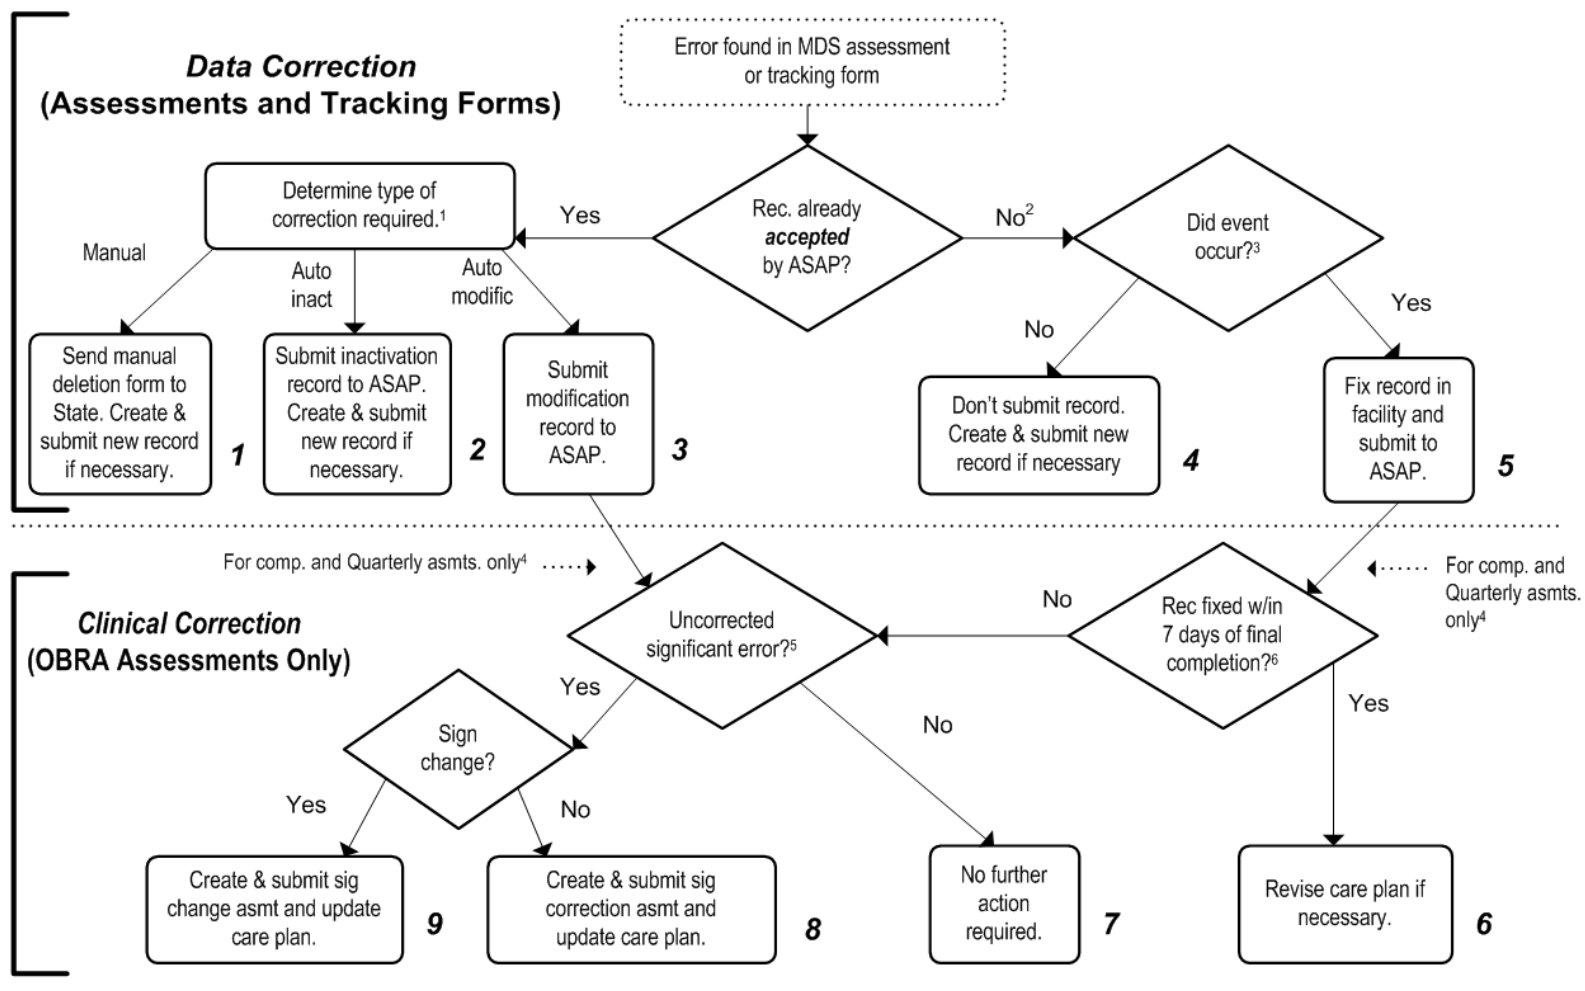 Data Correction
(Assessments and Tracking Forms)
Error found in MDS assessment
or tracking form
Determine type of
correction required.¹
Yes
Rec. already
accepted
by ASAP?
No²
Did event
occur?³
Manual
Auto
inact
Auto
modific
No
Yes
Send manual
deletion form to
State. Create &
submit new record
if necessary.
1
Submit inactivation
record to ASAP.
Create & submit
new record if
necessary.
2
Submit
modification
record to
ASAP.
3
Don't submit record.
Create & submit new
record if necessary
4
Fix record in
facility and
submit to
ASAP.
5
For comp. and Quarterly asmts. only⁴
For comp. and
Quarterly asmts.
only⁴
Clinical Correction
(OBRA Assessments Only)
Uncorrected
significant error?⁵
No
Rec fixed w/in
7 days of final
completion?⁶
Yes
No
Yes
Sign
change?
Yes
No
Create & submit sig
change asmt and update
care plan.
9
Create & submit sig
correction asmt and
update care plan.
8
No further
action
required.
7
Revise care plan if
necessary.
6